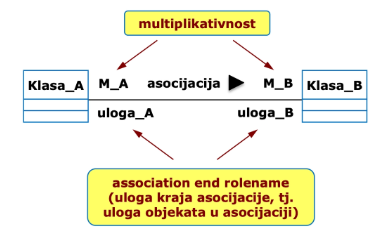 multiplikativnost
Klasa_A M_A asocijacija M_B Klasa_B
uloga_A uloga_B
association end rolename
(uloga kraja asocijacije, tj.
uloga objekata u asocijaciji)